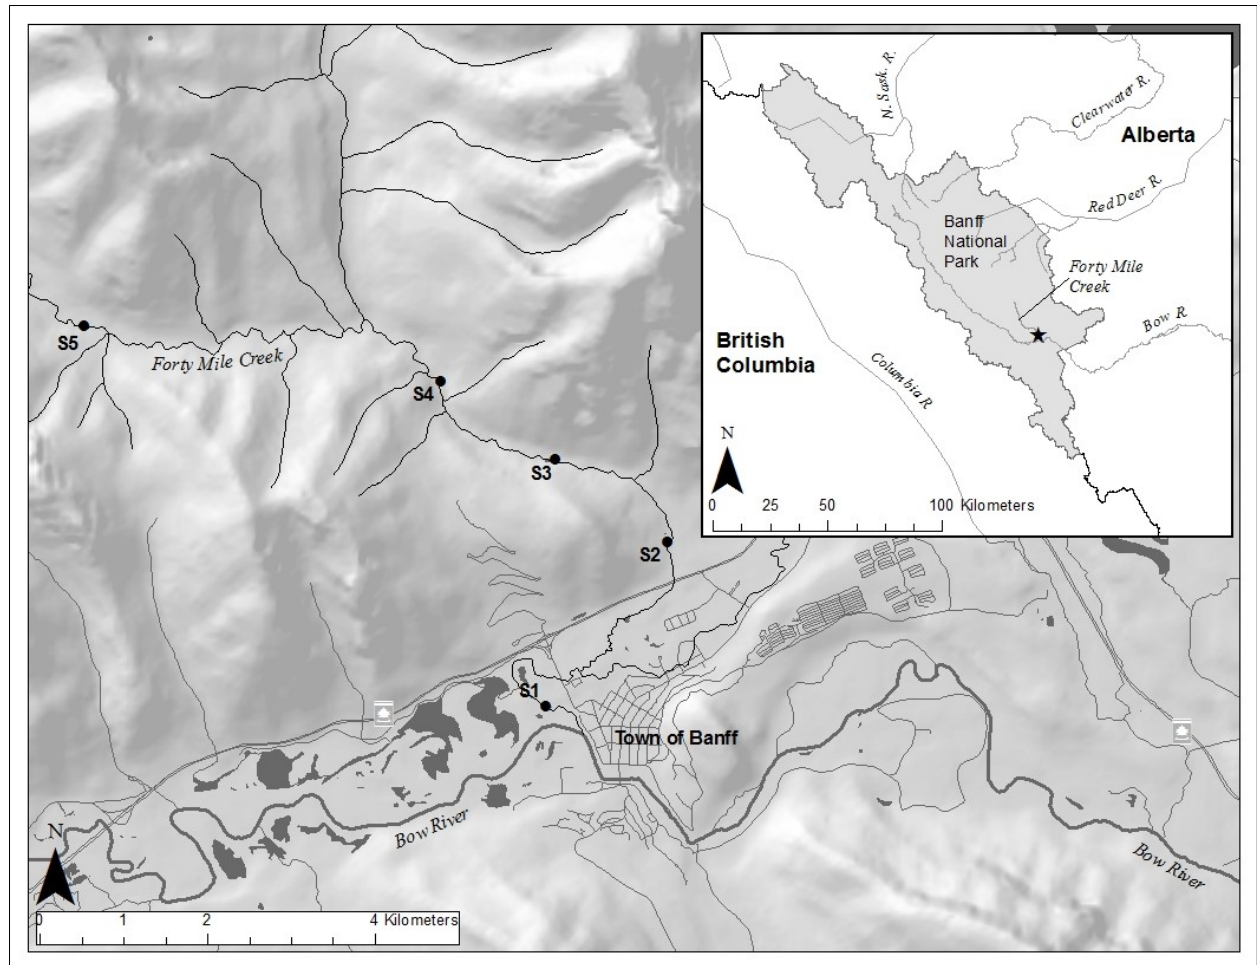 N. Sask. R.
Clearwater R.
Alberta
Red Deer R.
Banff
National
Park
Forty Mile
Creek
Bow R
British
Columbia
Columbia R
N
0 25 50 100 Kilometers
S5
Forty Mile Creek
S4
S3
S2
S1
Town of Banff
Bow River
Bow River
N
0 1 2 4 Kilometers